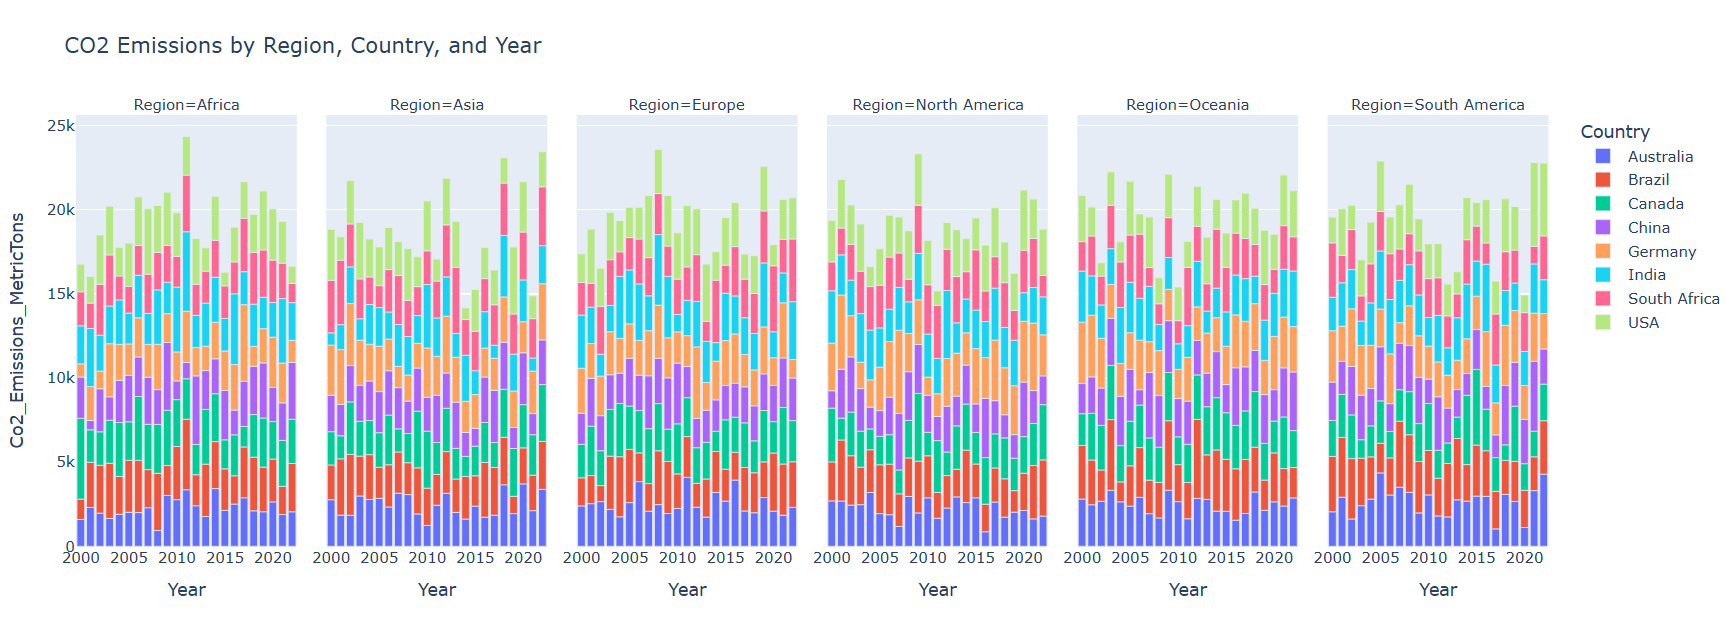 CO2 Emissions by Region, Country, and Year
Region=Africa
Region=Asia
Region=Europe
Region=North America
Region=Oceania
Region=South America
Co2_Emissions_MetricTons
25k
20k
15k
10k
5k
0
2000 2005 2010 2015 2020
2000 2005 2010 2015 2020
2000 2005 2010 2015 2020
2000 2005 2010 2015 2020
2000 2005 2010 2015 2020
2000 2005 2010 2015 2020
Year
Year
Year
Year
Year
Year
Country
Australia
Brazil
Canada
China
Germany
India
South Africa
USA